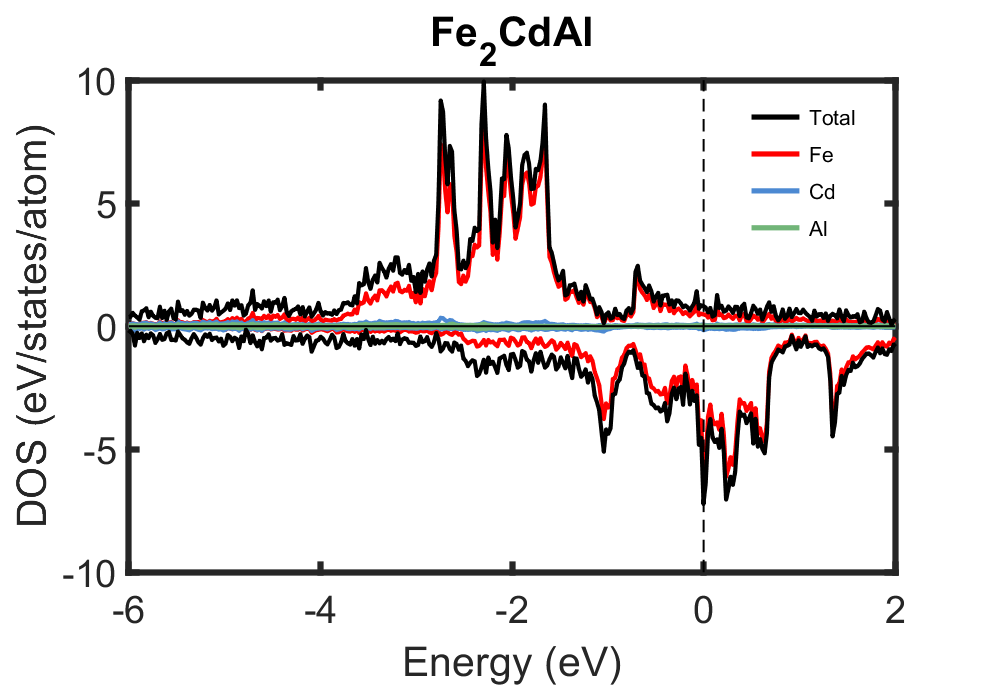 Fe₂CdAl
10
5
0
-5
-10
DOS (eV/states/atom)
Total
Fe
Cd
Al
-6
-4
-2
0
2
Energy (eV)